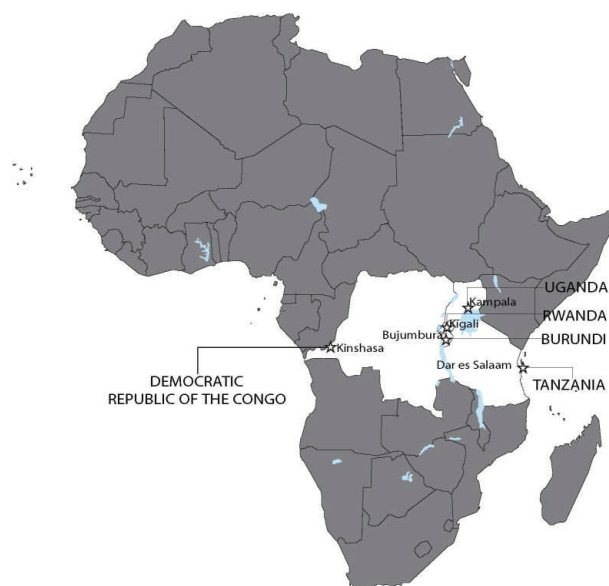 UGANDA
Kampala
RWANDA
Kigali
Bujumbura
BURUNDI
Kinshasa
Dar es Salaam
DEMOCRATIC
REPUBLIC OF THE CONGO
TANZANIA